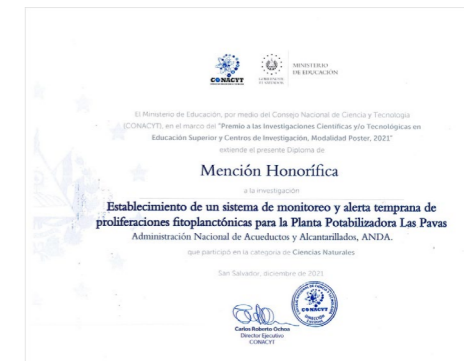 CONACYT
GOBIERNO DE
EL SALVADOR
MINISTERIO
DE EDUCACIÓN
El Ministerio de Educación, por medio del Consejo Nacional de Ciencia y Tecnología
(CONACYT), en el marco del "Premio a las Investigaciones Científicas y/o Tecnológicas en
Educación Superior y Centros de Investigación, Modalidad Poster, 2021"
extiende el presente Diploma de
Mención Honorífica
a la investigación
Establecimiento de un sistema de monitoreo y alerta temprana de
proliferaciones fitoplanctónicas para la Planta Potabilizadora Las Pavas
Administración Nacional de Acueductos y Alcantarillados, ANDA.
que participó en la categoría de Ciencias Naturales
San Salvador, diciembre de 2021
Carlos Roberto Ochoa
Director Ejecutivo
CONACYT
CONACYT